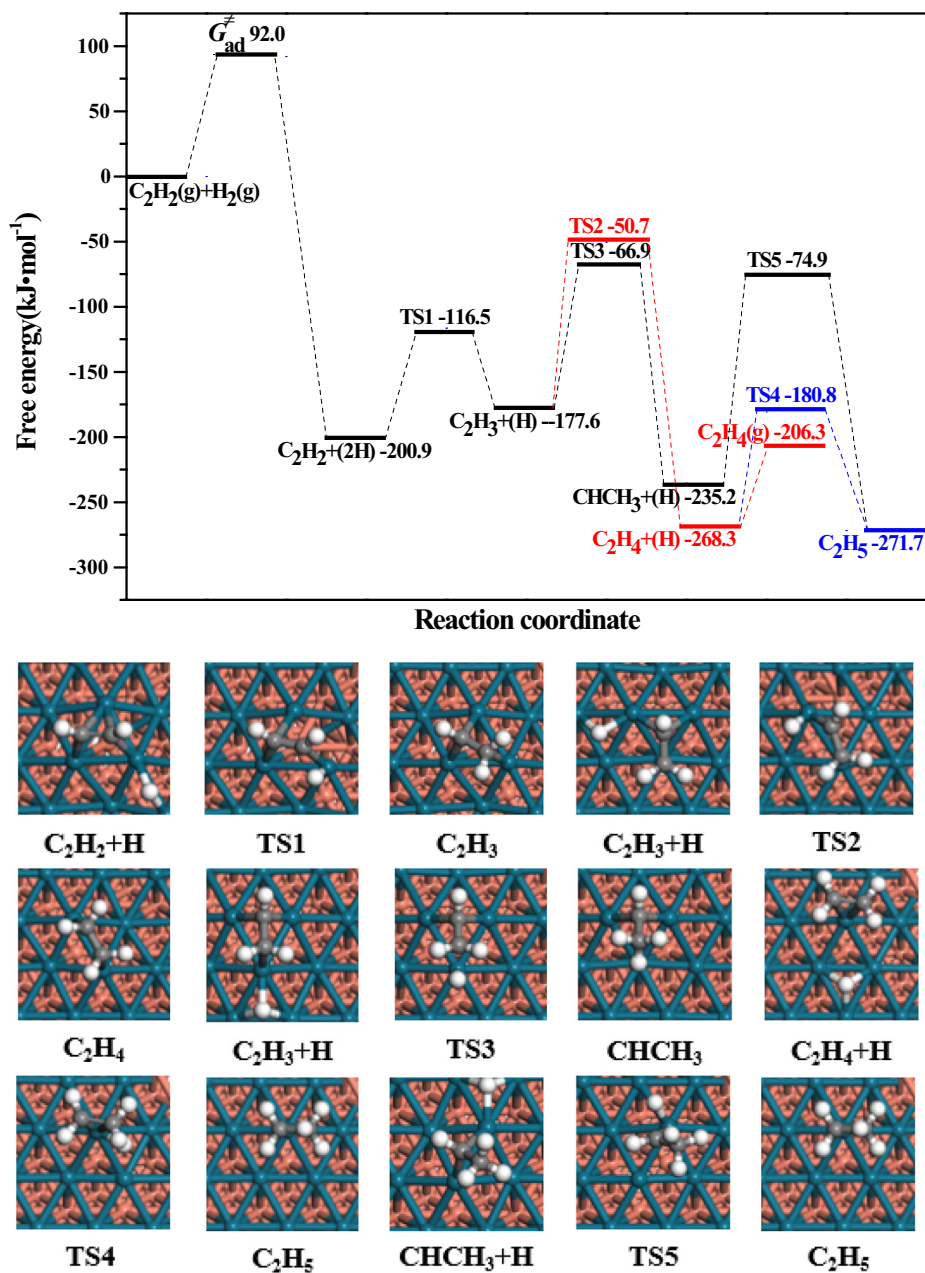 G≠ad 92.0
100
50
0
C2H2(g)+H2(g)
-50
TS2 -50.7
TS3 -66.9
TS5 -74.9
-100
TS1 -116.5
-150
C2H3+(H) --177.6
TS4 -180.8
-200
C2H2+(2H) -200.9
C2H4(g) -206.3
CHCH3+(H) -235.2
-250
C2H4+(H) -268.3
C2H5 -271.7
-300
Free energy(kJ•mol-1)
Reaction coordinate
C2H2+H TS1 C2H3 C2H3+H TS2
C2H4 C2H3+H TS3 CHCH3 C2H4+H
TS4 C2H5 CHCH3+H TS5 C2H5